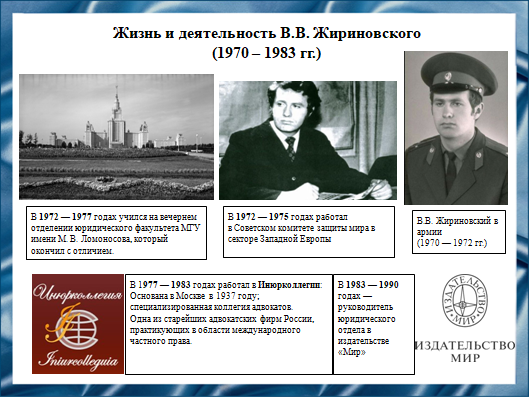 Жизнь и деятельность В.В. Жириновского
(1970 – 1983 гг.)
В 1972 — 1977 годах учился на вечернем
отделении юридического факультета МГУ
имени М. В. Ломоносова, который
окончил с отличием.
В 1972 — 1975 годах работал
в Советском комитете защиты мира в
секторе Западной Европы
В.В. Жириновский в
армии
(1970 — 1972 гг.)
Инюрколлегия
Iniurcolleguia
В 1977 — 1983 годах работал в Инюрколлегии:
Основана в Москве в 1937 году;
специализированная коллегия адвокатов.
Одна из старейших адвокатских фирм России,
практикующих в области международного
частного права.
В 1983 — 1990
годах —
руководитель
юридического
отдела в
издательстве
«Мир»
ИЗДАТЕЛЬСТВО
МИР
ИЗДАТЕЛЬСТВО
МИР